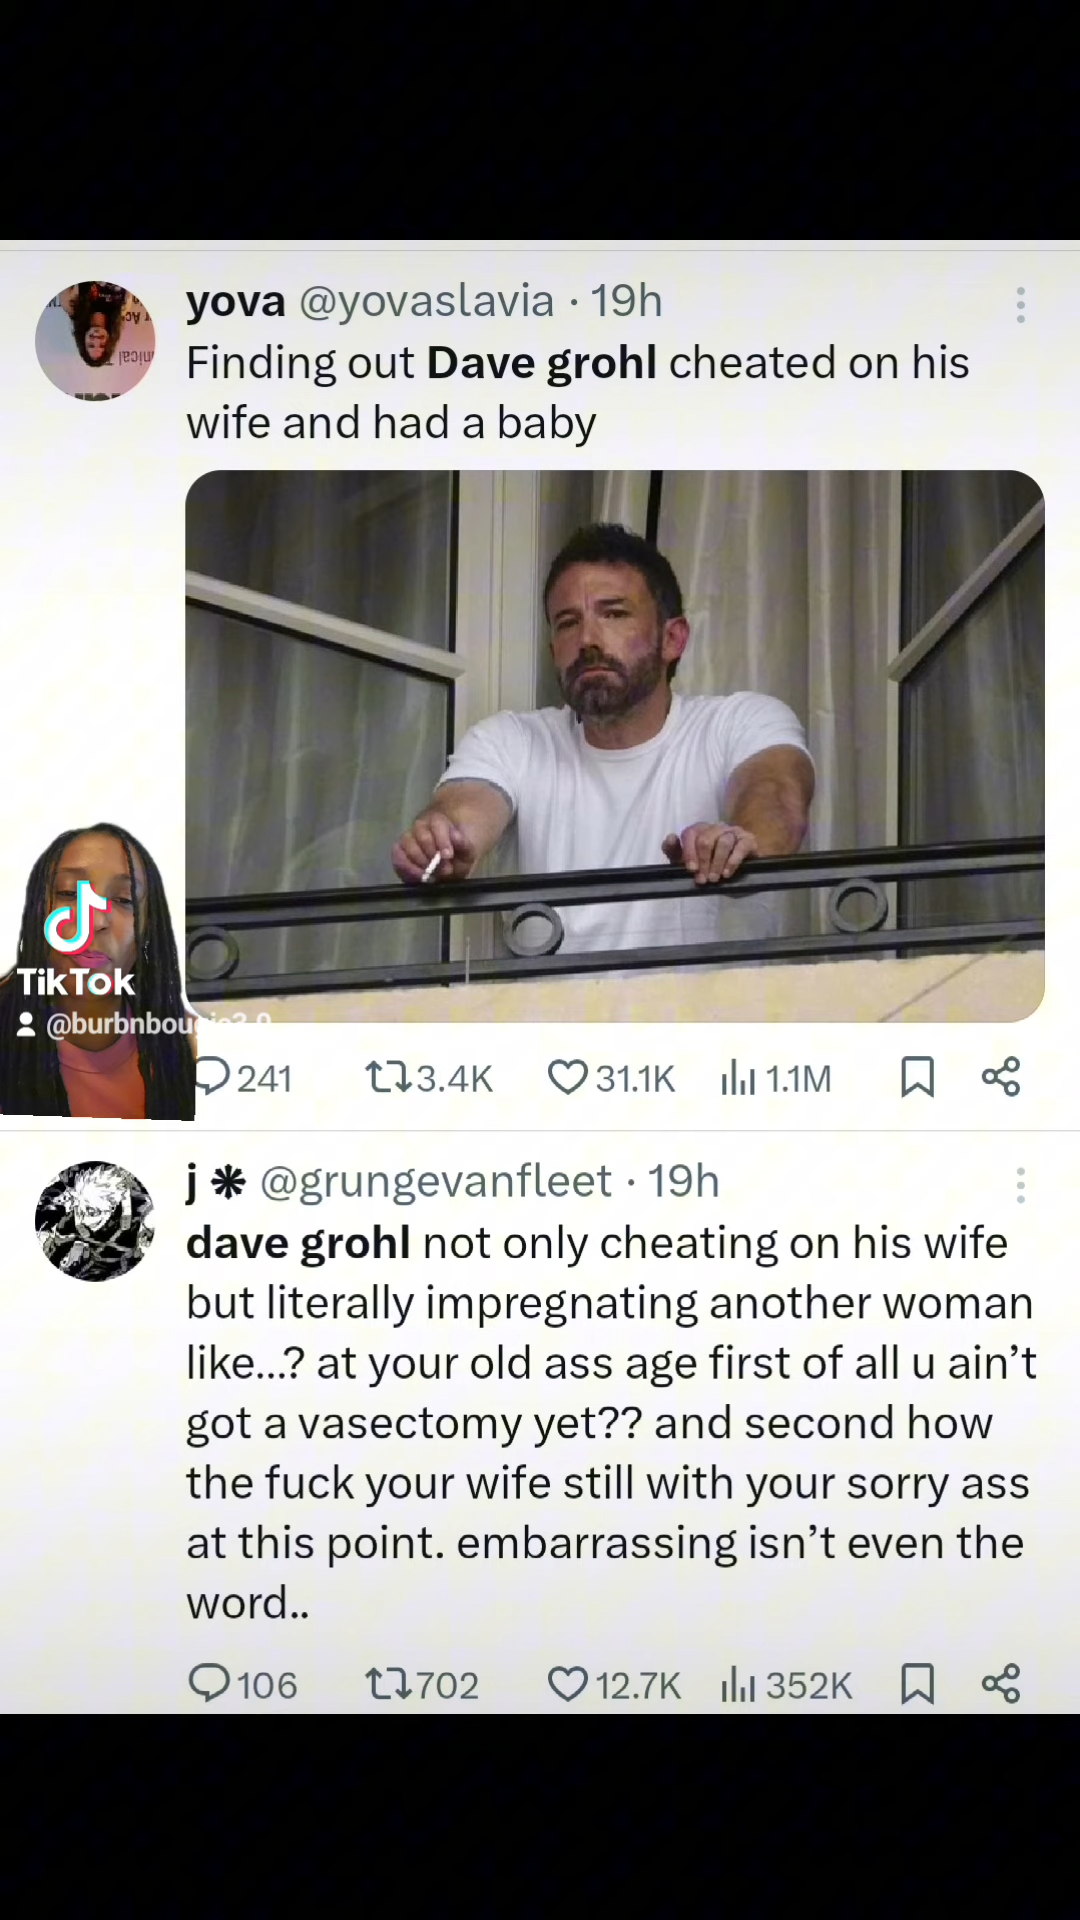 yova @yovaslavia · 19h
Finding out Dave grohl cheated on his
wife and had a baby
TikTok
@burbnbougie3.0
241 3.4K 31.1K 1.1M
j @grungevanfleet · 19h
dave grohl not only cheating on his wife
but literally impregnating another woman
like...? at your old ass age first of all u ain't
got a vasectomy yet?? and second how
the fuck your wife still with your sorry ass
at this point. embarrassing isn't even the
word..
106 702 12.7K 352K